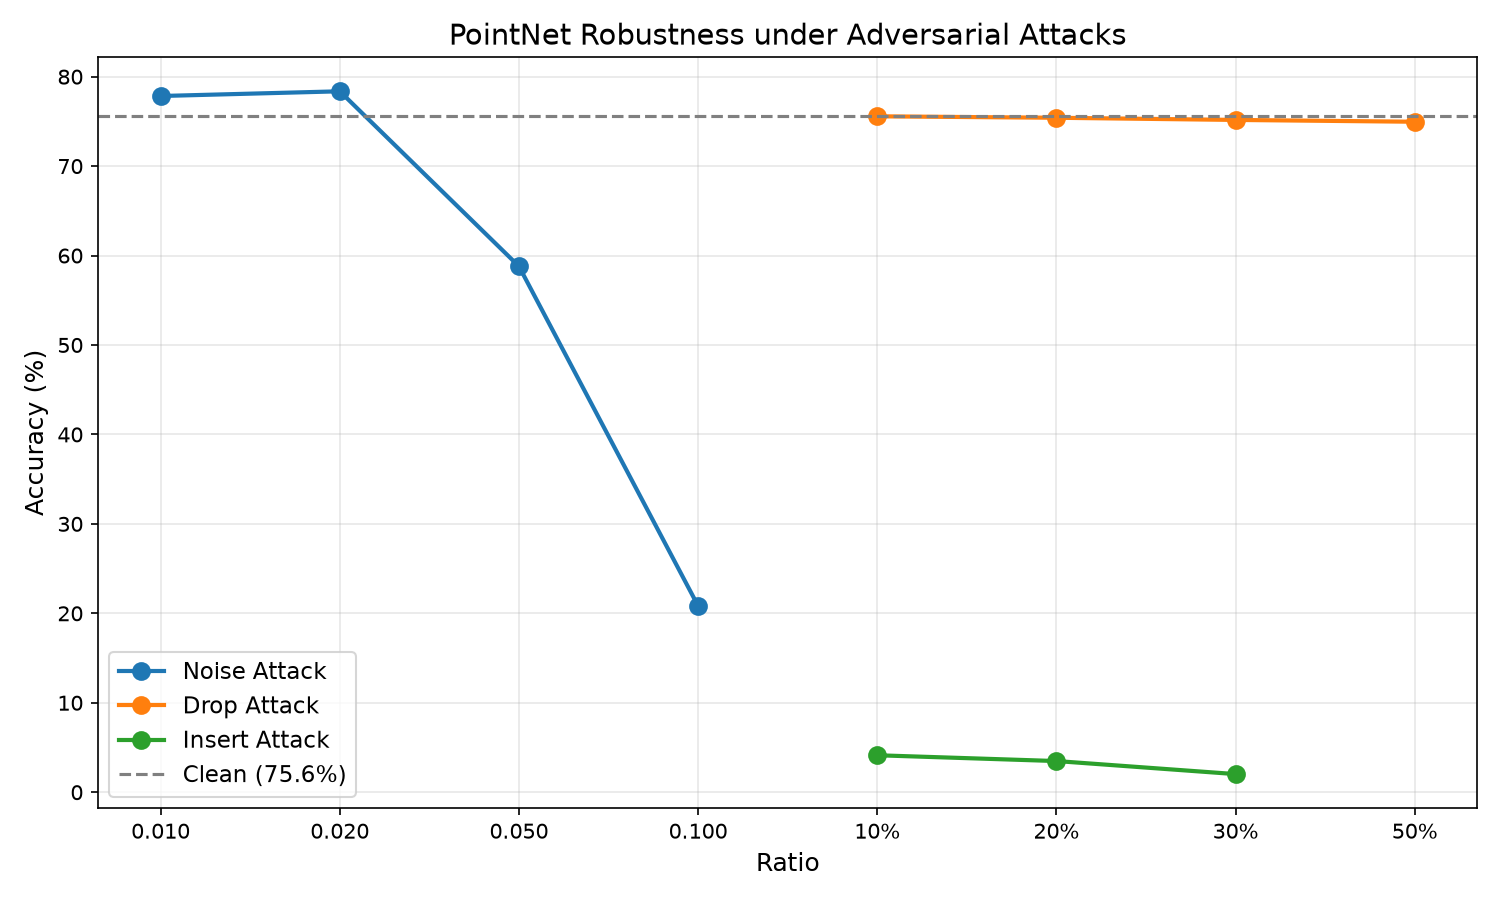 PointNet Robustness under Adversarial Attacks
Accuracy (%)
80
70
60
50
40
30
20
10
0
Noise Attack
Drop Attack
Insert Attack
Clean (75.6%)
0.010 0.020 0.050 0.100 10% 20% 30% 50%
Ratio